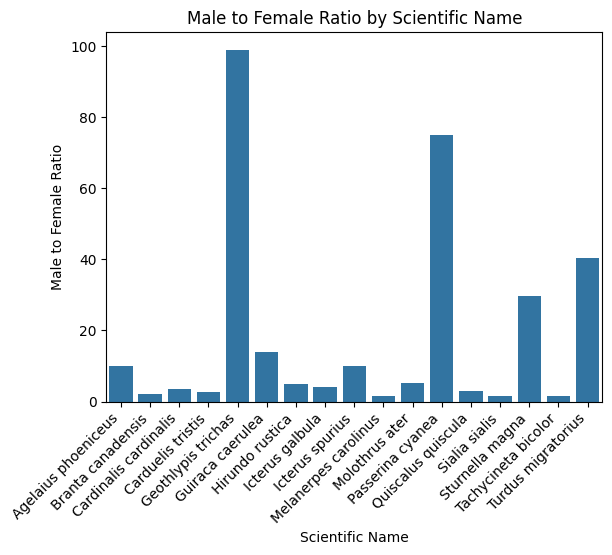 Male to Female Ratio by Scientific Name
Male to Female Ratio
100
80
60
40
20
0
Agelaius phoeniceus
Branta canadensis
Cardinalis cardinalis
Carduelis tristis
Geothlypis trichas
Guiraca caerulea
Hirundo rustica
Icterus galbula
Icterus spurius
Melanerpes carolinus
Molothrus ater
Passerina cyanea
Quiscalus quiscula
Sialia sialis
Sturnella magna
Tachycineta bicolor
Turdus migratorius
Scientific Name